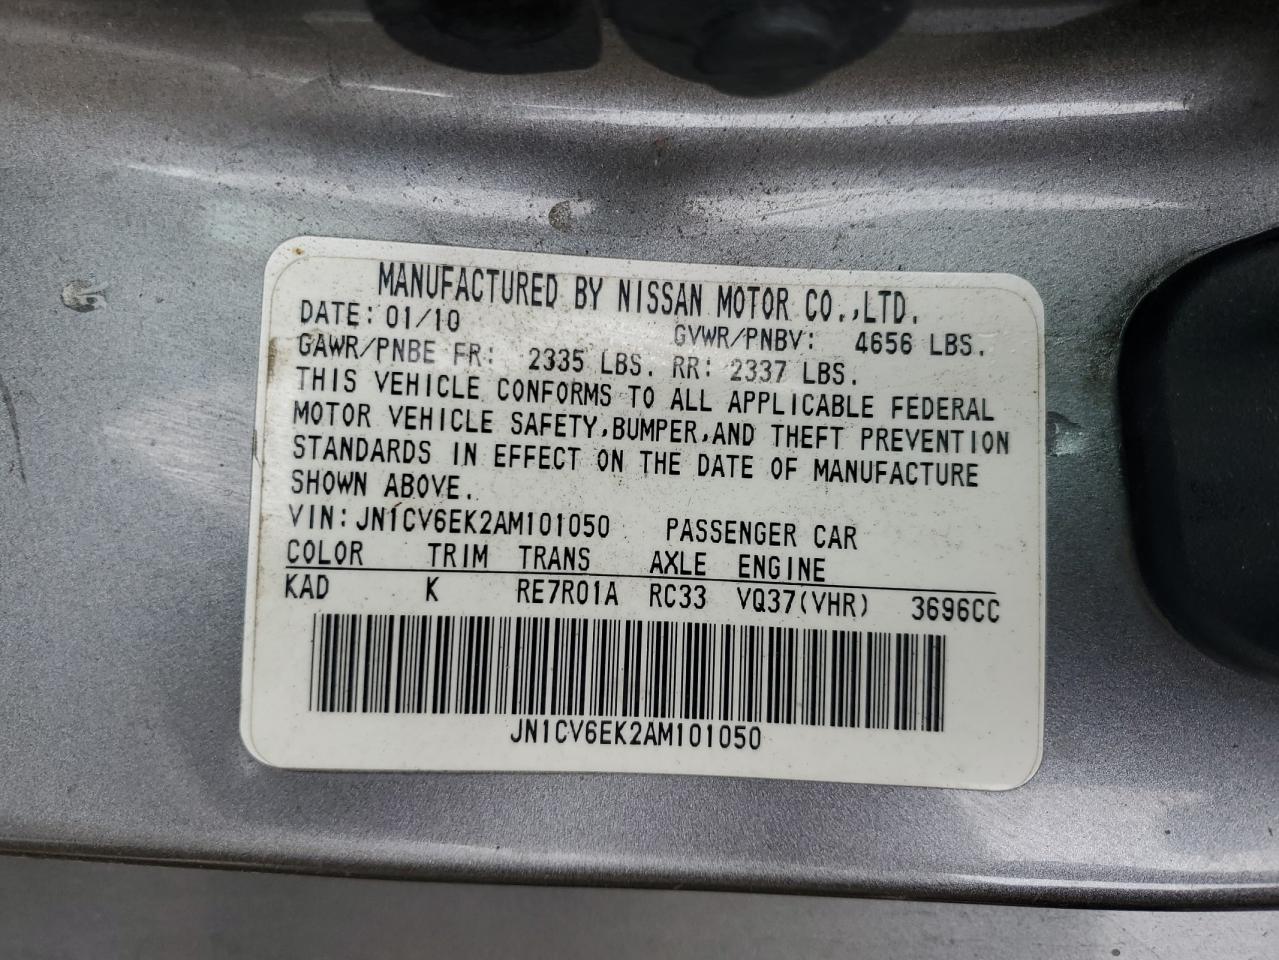 MANUFACTURED BY NISSAN MOTOR CO.,LTD.
DATE: 01/10 GVWR/PNBV: 4656 LBS.
GAWR/PNBE FR: 2335 LBS. RR: 2337 LBS.
THIS VEHICLE CONFORMS TO ALL APPLICABLE FEDERAL
MOTOR VEHICLE SAFETY,BUMPER,AND THEFT PREVENTION
STANDARDS IN EFFECT ON THE DATE OF MANUFACTURE
SHOWN ABOVE.
VIN: JN1CV6EK2AM101050 PASSENGER CAR
COLOR TRIM TRANS AXLE ENGINE
KAD K RE7R01A RC33 VQ37(VHR) 3696CC
JN1CV6EK2AM101050